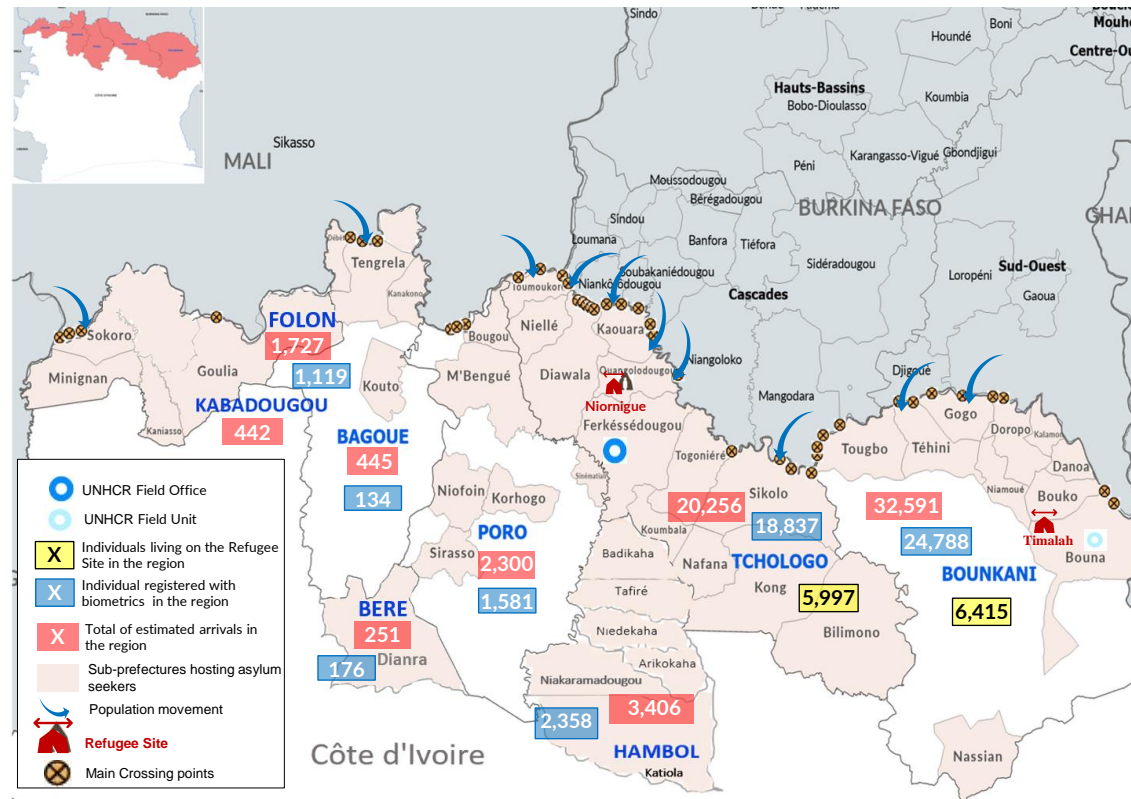 CÔTE D'IVOIRE
MALI
Sikasso
Sindo
Boni
Houndé
Mouh
Centre-Ou
Hauts-Bassins
Bobo-Dioulasso
Koumbia
Péni
Karangasso-Vigué
Gbondjigui
Moussodougou
Bérégadougou
BURKINA FASO
GHAN
Sindou
Loumana
Banfora
Tiéfora
Sidéradougou
Soubakaniédougou
Niankorodougou
Loropéni
Sud-Ouest
Gaoua
Cascades
Niangoloko
Mangodara
Djigoué
Débété
Tengrela
Kanakono
Toumoukoro
Sokoro
FOLON
1,727
1,119
Goulia
Minignan
Kaniasso
KABADOUGOU
442
Kouto
BAGOUE
445
134
Bougou
M'Bengué
Niellé
Diawala
Kaouara
Ouangolodougou
Niornigue
Ferkéssédougou
Togoniéré
Sinématiali
Niofoin
Korhogo
PORO
Sirasso
2,300
1,581
BERE
251
176
Dianra
20,256
Sikolo
18,837
Koumbala
Nafana
TCHOLOGO
Kong
5,997
Bilimono
Badikaha
Tafiré
Niedekaha
Arikokaha
Niakaramadougou
3,406
2,358
HAMBOL
Katiola
Tougbo
Téhini
Gogo
Doropo
Kalamon
Danoa
Niamoué
Bouko
Timalah
Bouna
32,591
24,788
BOUNKANI
6,415
Nassian
Côte d'Ivoire
UNHCR Field Office
UNHCR Field Unit
X
Individuals living on the Refugee
Site in the region
X
Individual registered with
biometrics in the region
X
Total of estimated arrivals in
the region
Sub-prefectures hosting asylum
seekers
Population movement
Refugee Site
Main Crossing points